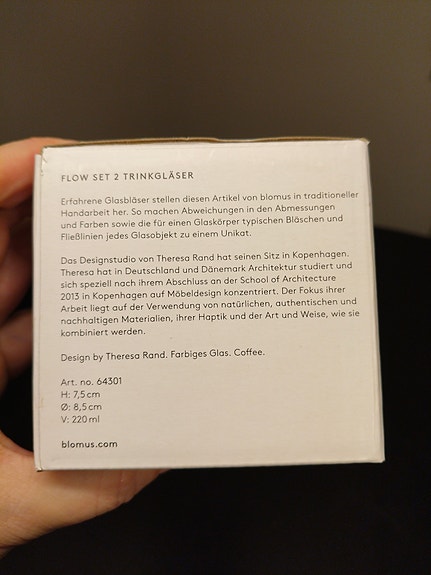 FLOW SET 2 TRINKGLÄSER
Erfahrene Glasbläser stellen diesen Artikel von blomus in traditioneller
Handarbeit her. So machen Abweichungen in den Abmessungen
und Farben sowie die für einen Glaskörper typischen Bläschen und
Fließlinien jedes Glasobjekt zu einem Unikat.
Das Designstudio von Theresa Rand hat seinen Sitz in Kopenhagen.
Theresa hat in Deutschland und Dänemark Architektur studiert und
sich speziell nach ihrem Abschluss an der School of Architecture
2013 in Kopenhagen auf Möbeldesign konzentriert. Der Fokus ihrer
Arbeit liegt auf der Verwendung von natürlichen, authentischen und
nachhaltigen Materialien, ihrer Haptik und der Art und Weise, wie sie
kombiniert werden.
Design by Theresa Rand. Farbiges Glas. Coffee.
Art. no. 64301
H: 7,5 cm
Ø: 8,5 cm
V: 220 ml
blomus.com